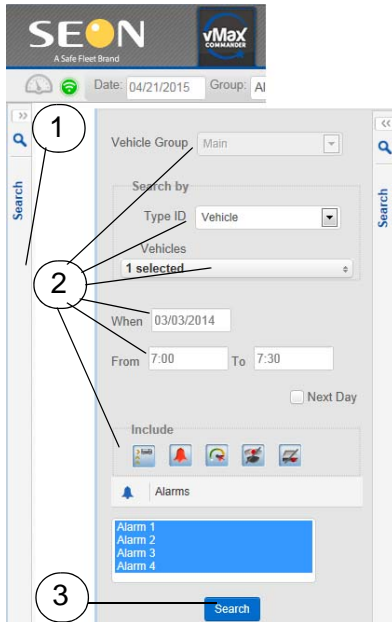 SEON
A Safe Fleet Brand
vMax
COMMANDER
Date: 04/21/2015 Group: Al
1
Search
Vehicle Group Main
Search by
Type ID Vehicle
Vehicles
1 selected
2
When 03/03/2014
From 7:00 To 7:30
Next Day
Include
Alarms
Alarm 1
Alarm 2
Alarm 3
Alarm 4
3
Search
Search